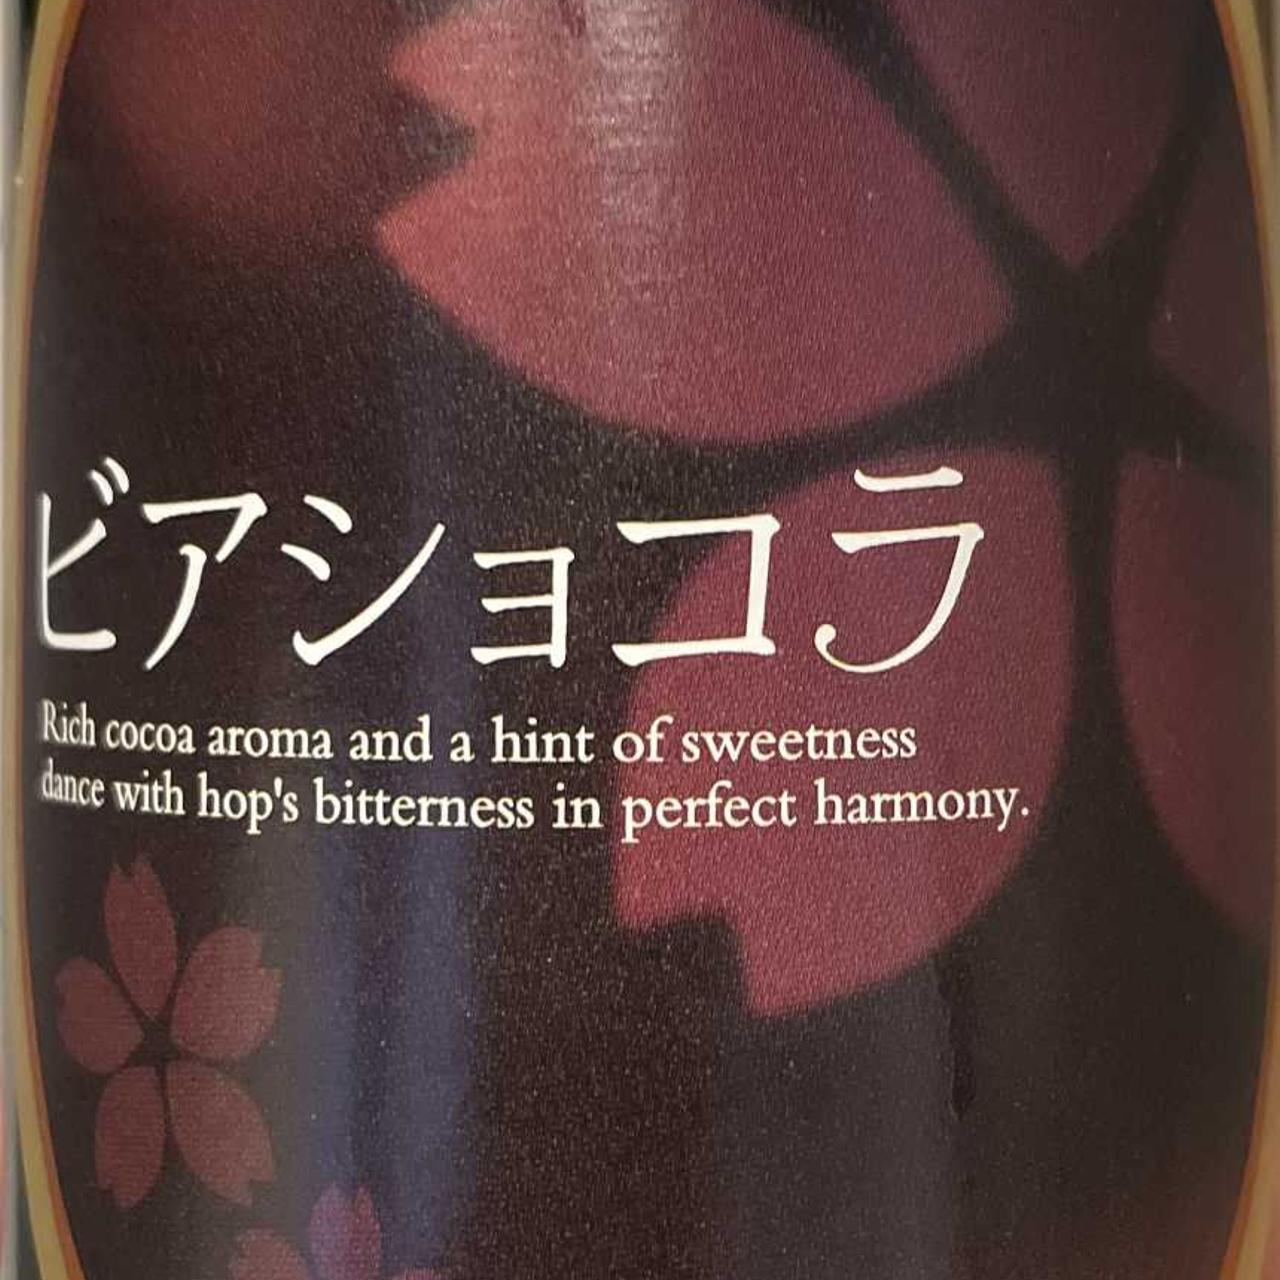 ビアショコラ
Rich cocoa aroma and a hint of sweetness
dance with hop's bitterness in perfect harmony.